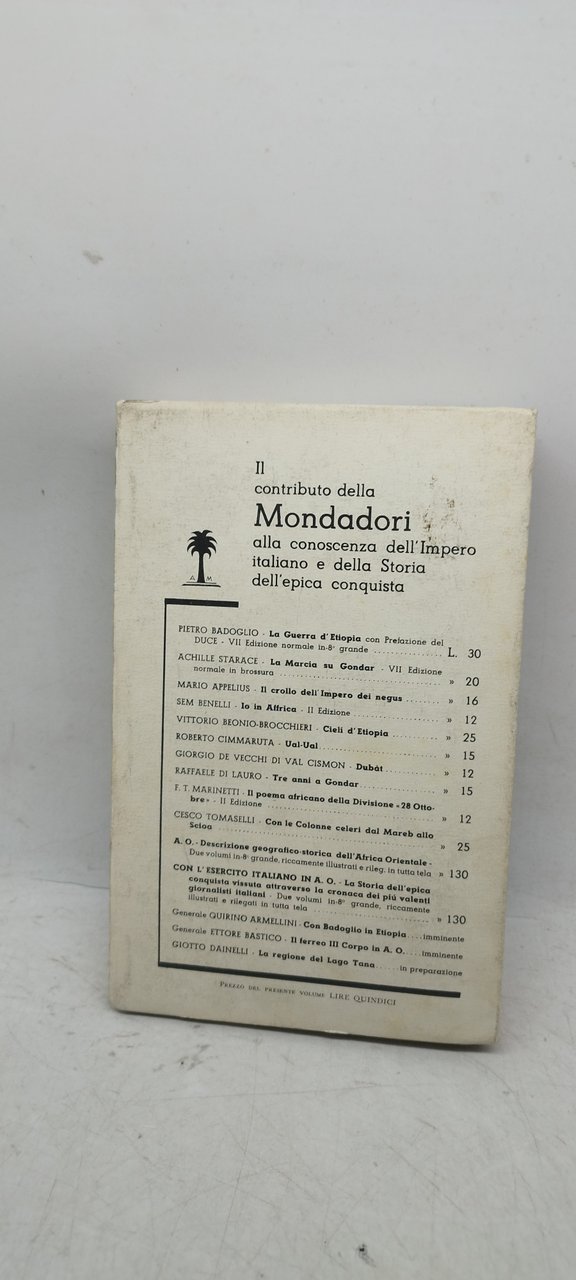 Il
contributo della
Mondadori
alla conoscenza dell'Impero
italiano e della Storia
dell'epica conquista
A M
PIETRO BADOGLIO - La Guerra d'Etiopia con Prefazione del
DUCE - VII Edizione normale in-8° grande ................ L. 30
ACHILLE STARACE - La Marcia su Gondar - VII Edizione
normale in brossura ................ » 20
MARIO APPELIUS - Il crollo dell'Impero dei negus ........ » 16
SEM BENELLI - Io in Affrica - II Edizione ................ » 12
VITTORIO BEONIO-BROCCHIERI - Cieli d'Etiopia ............ » 25
ROBERTO CIMMARUTA - Ual-Ual ................ » 15
GIORGIO DE VECCHI DI VAL CISMON - Dubàt ............ » 12
RAFFAELE DI LAURO - Tre anni a Gondar ................ » 15
F. T. MARINETTI - Il poema africano della Divisione «28 Otto-
bre» - II Edizione ................ » 12
CESCO TOMASELLI - Con le Colonne celeri dal Mareb allo
Scioa ................ » 25
A. O. - Descrizione geografico-storica dell'Africa Orientale -
Due volumi in-8° grande, riccamente illustrati e rileg. in tutta tela » 130
CON L'ESERCITO ITALIANO IN A. O. - La Storia dell'epica
conquista vissuta attraverso la cronaca dei più valenti
giornalisti italiani - Due volumi in-8° grande, riccamente
illustrati e rilegati in tutta tela ................ » 130
Generale QUIRINO ARMELLINI - Con Badoglio in Etiopia .... imminente
Generale ETTORE BASTICO - Il ferreo III Corpo in A. O. .... imminente
GIOTTO DAINELLI - La regione del Lago Tana ...... in preparazione
PREZZO DEL PRESENTE VOLUME LIRE QUINDICI